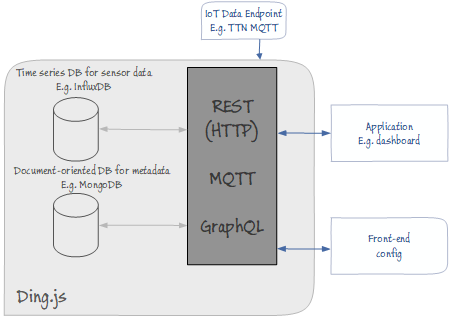 IoT Data Endpoint
E.g. TTN MQTT
Time series DB for sensor data
E.g. InfluxDB
REST
(HTTP)
MQTT
GraphQL
Document-oriented DB for metadata
E.g. MongoDB
Application
E.g. dashboard
Front-end
config
Ding.js